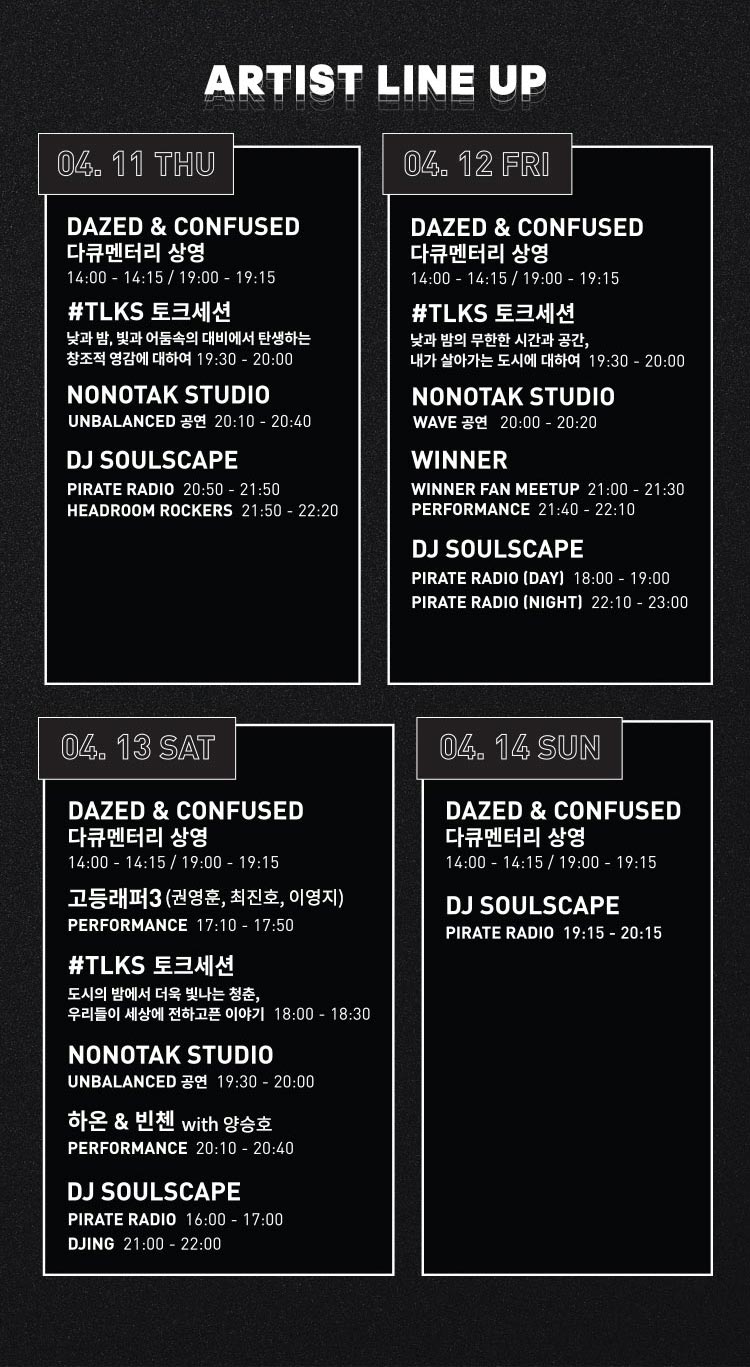 ARTIST LINE UP
04. 11 THU
DAZED & CONFUSED
다큐멘터리 상영
14:00 - 14:15 / 19:00 - 19:15
#TLKS 토크세션
낮과 밤, 빛과 어둠속의 대비에서 탄생하는
창조적 영감에 대하여 19:30 - 20:00
NONOTAK STUDIO
UNBALANCED 공연 20:10 - 20:40
DJ SOULSCAPE
PIRATE RADIO 20:50 - 21:50
HEADROOM ROCKERS 21:50 - 22:20
04. 12 FRI
DAZED & CONFUSED
다큐멘터리 상영
14:00 - 14:15 / 19:00 - 19:15
#TLKS 토크세션
낮과 밤의 무한한 시간과 공간,
내가 살아가는 도시에 대하여 19:30 - 20:00
NONOTAK STUDIO
WAVE 공연 20:00 - 20:20
WINNER
WINNER FAN MEETUP 21:00 - 21:30
PERFORMANCE 21:40 - 22:10
DJ SOULSCAPE
PIRATE RADIO (DAY) 18:00 - 19:00
PIRATE RADIO (NIGHT) 22:10 - 23:00
04. 13 SAT
DAZED & CONFUSED
다큐멘터리 상영
14:00 - 14:15 / 19:00 - 19:15
고등래퍼3 (권영훈, 최진호, 이영지)
PERFORMANCE 17:10 - 17:50
#TLKS 토크세션
도시의 밤에서 더욱 빛나는 청춘,
우리들이 세상에 전하고픈 이야기 18:00 - 18:30
NONOTAK STUDIO
UNBALANCED 공연 19:30 - 20:00
하온 & 빈첸 with 양승호
PERFORMANCE 20:10 - 20:40
DJ SOULSCAPE
PIRATE RADIO 16:00 - 17:00
DJING 21:00 - 22:00
04. 14 SUN
DAZED & CONFUSED
다큐멘터리 상영
14:00 - 14:15 / 19:00 - 19:15
DJ SOULSCAPE
PIRATE RADIO 19:15 - 20:15